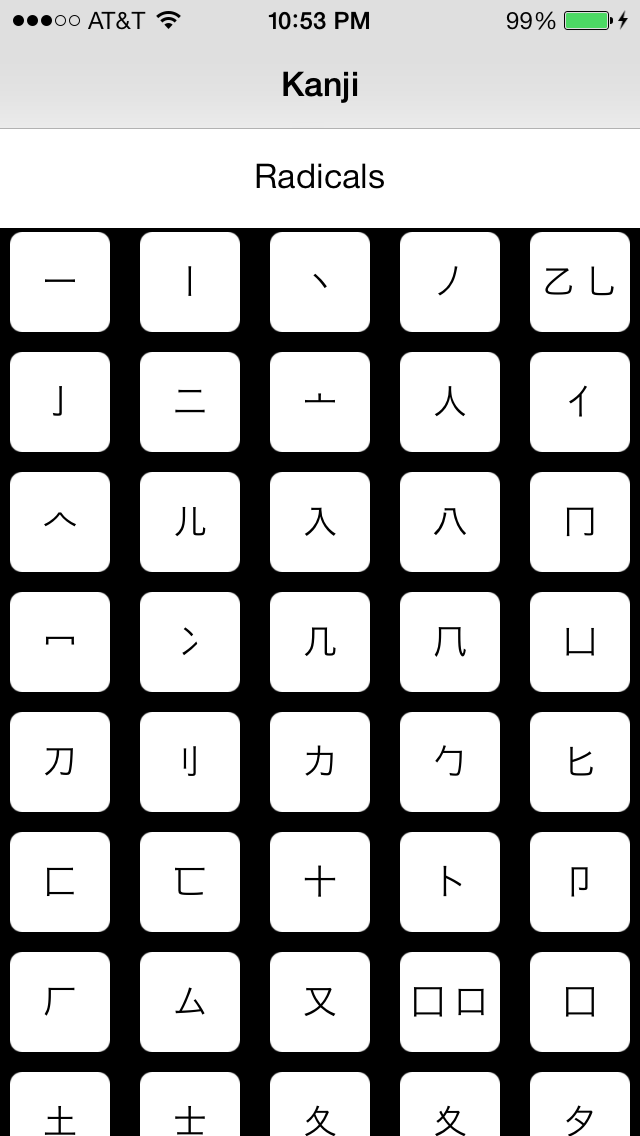 AT&T 10:53 PM 99%
Kanji
Radicals
一 丨 丶 丿 乙 乚
亅 二 亠 人 亻
𠆢 儿 入 八 冂
冖 冫 几 𠘨 凵
刀 刂 力 勹 匕
匚 匸 十 卜 卩
厂 厶 又 囗 口 囗
土 士 夂 夊 夕